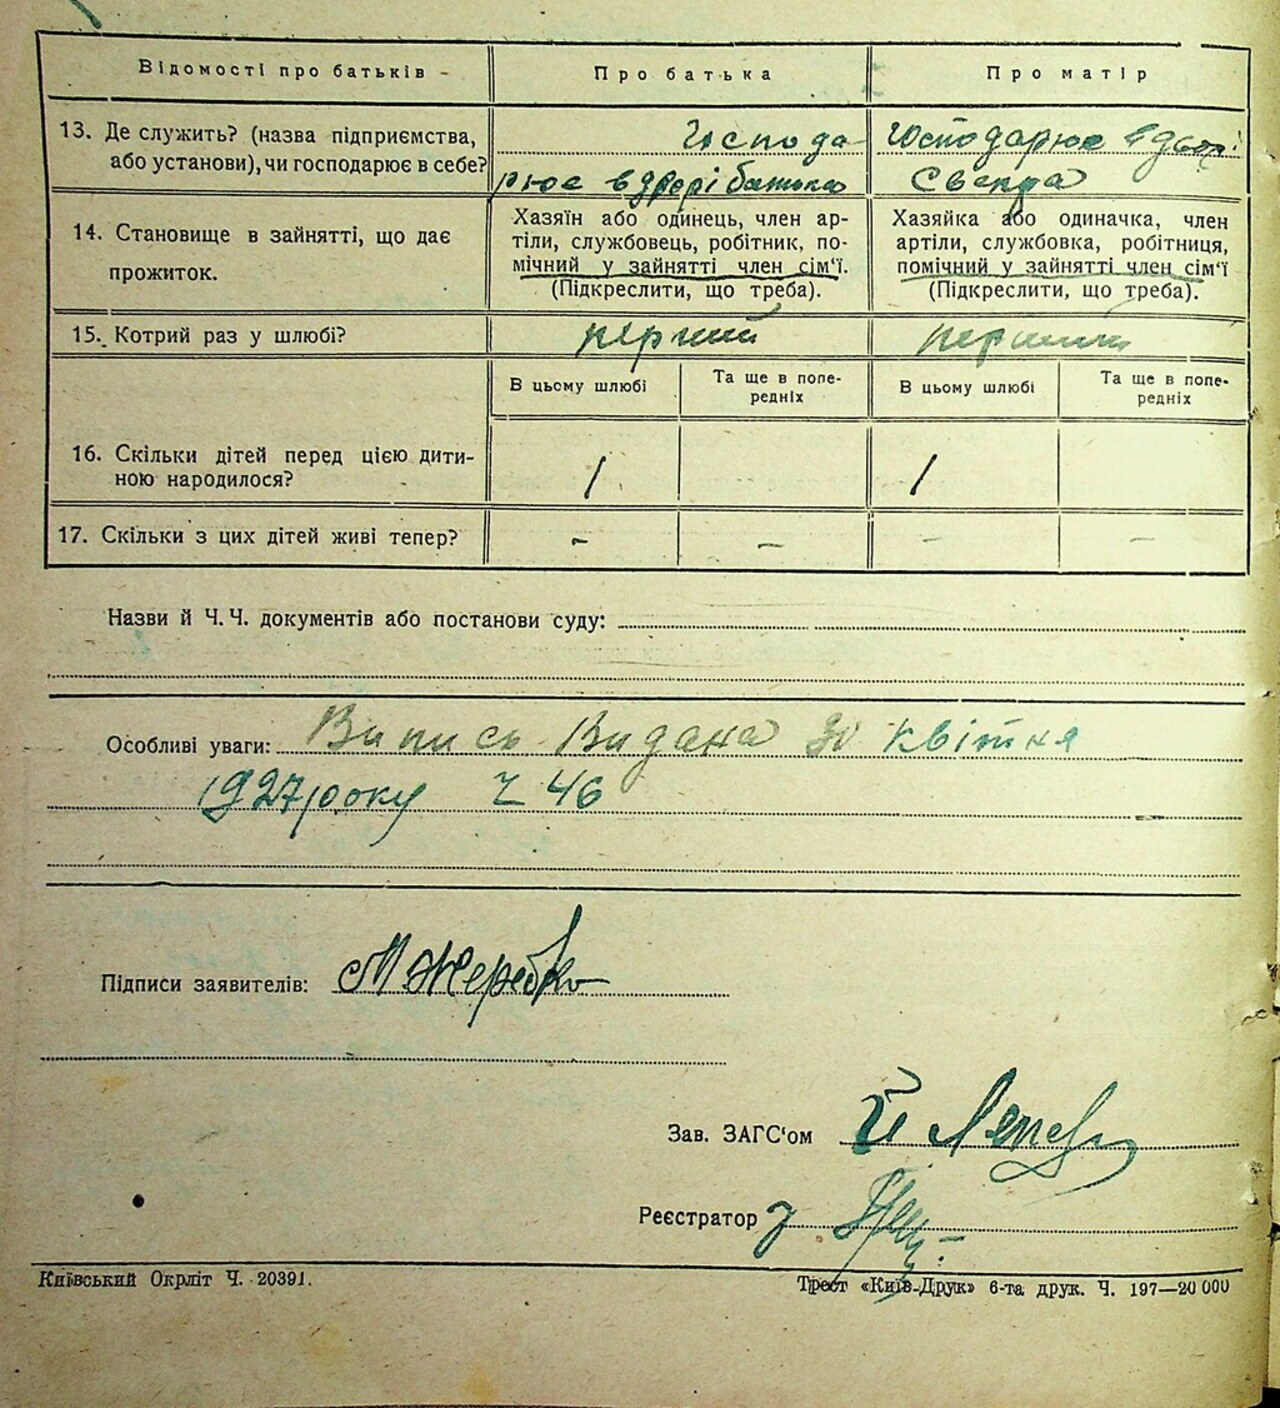 Відомості про батьків - Про батька Про матір
13. Де служить? (назва підприємства, або установи), чи господарює в себе?
Господа-
рює в дворі батька
Господарює в дворі
Свекра
14. Становище в зайнятті, що дає
прожиток.
Хазяїн або одинець, член ар-
тіли, службовець, робітник, по-
мічний у зайнятті член сім'ї.
(Підкреслити, що треба).
Хазяйка або одиначка, член
артіли, службовка, робітниця,
помічний у зайнятті член сім'ї
(Підкреслити, що треба).
15. Котрий раз у шлюбі? перший перший
В цьому шлюбі
Та ще в попе-
редніх
В цьому шлюбі
Та ще в попе-
редніх
16. Скільки дітей перед цією дити-
ною народилося?
1 1
17. Скільки з цих дітей живі тепер? - - - -
Назви й Ч. Ч. документів або постанови суду:
Особливі уваги: Випись Видана 30 квітня
1927 року Ч 46
Підписи заявителів: М Жеребко
Зав. ЗАГС'ом
Реєстратор
Київський Окрліт Ч. 20391.
Трест «Київ-Друк» 6-та друк. Ч. 197—20 000